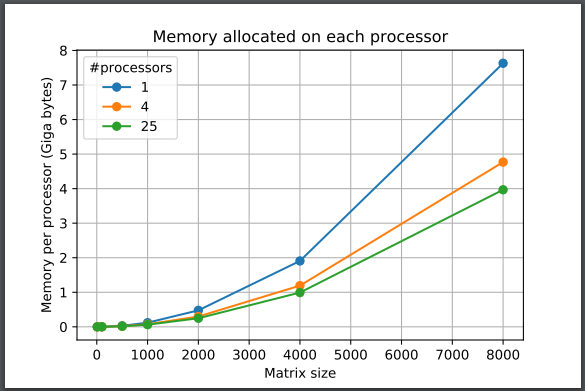 Memory allocated on each processor
Memory per processor (Giga bytes)
8
7
6
5
4
3
2
1
0
#processors
1
4
25
0 1000 2000 3000 4000 5000 6000 7000 8000
Matrix size